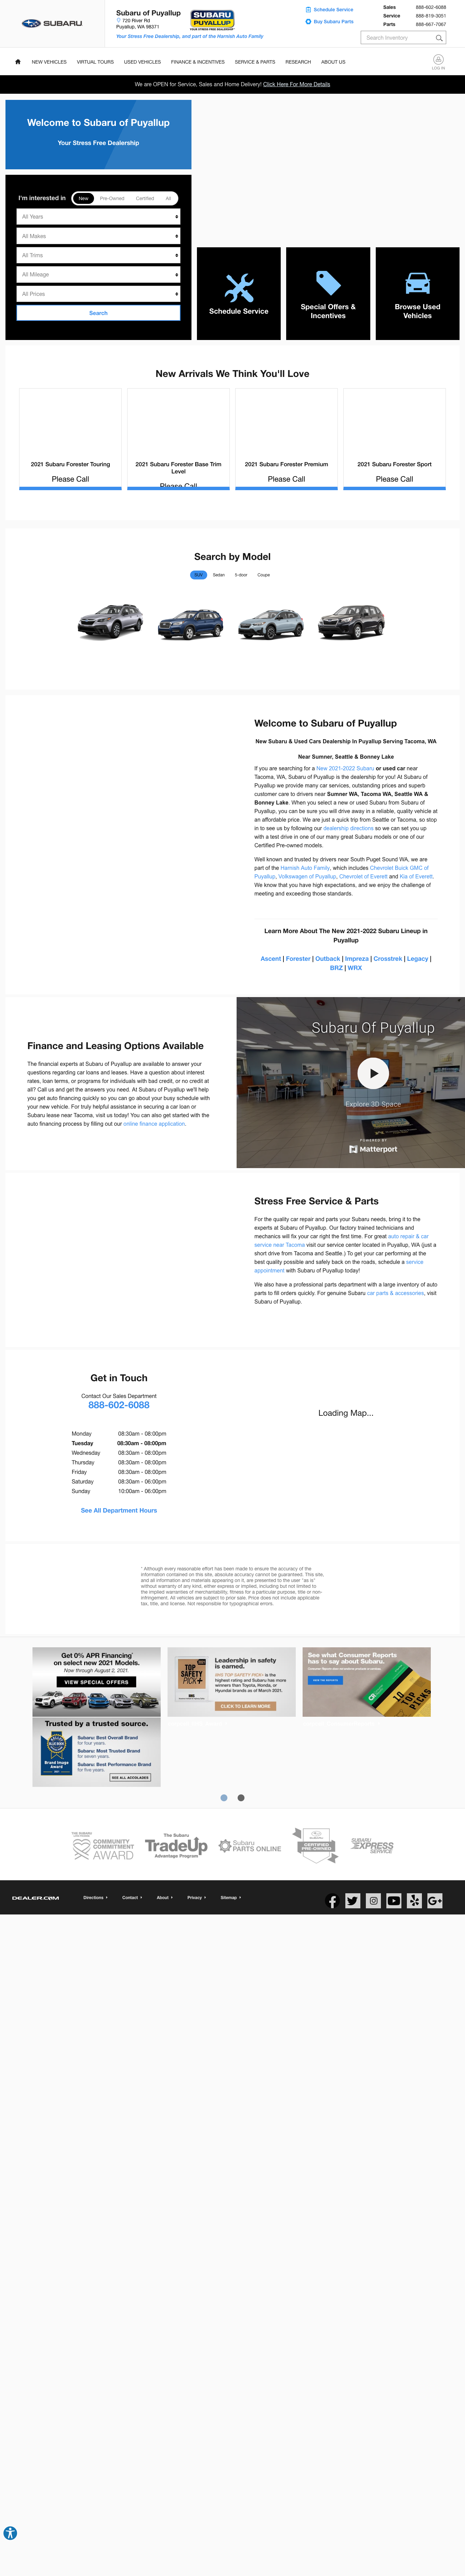 SUBARU
Subaru of Puyallup
720 River Rd
Puyallup, WA 98371
SUBARU
PUYALLUP
Your Stress Free Dealership, and part of the Harnish Auto Family
Schedule Service
Buy Subaru Parts
Sales 888-602-6088
Service 888-819-3051
Parts 888-667-7067
Search Inventory
NEW VEHICLES VIRTUAL TOURS USED VEHICLES FINANCE & INCENTIVES SERVICE & PARTS RESEARCH ABOUT US
LOG IN
We are OPEN for Service, Sales and Home Delivery! Click Here For More Details
Welcome to Subaru of Puyallup
Your Stress Free Dealership
I'm interested in New Pre-Owned Certified All
All Years
All Makes
All Trims
All Mileage
All Prices
Search
Schedule Service
Special Offers &
Incentives
Browse Used
Vehicles
New Arrivals We Think You'll Love
2021 Subaru Forester Touring
Please Call
2021 Subaru Forester Base Trim
Level
Please Call
2021 Subaru Forester Premium
Please Call
2021 Subaru Forester Sport
Please Call
Search by Model
SUV Sedan 5-door Coupe
Welcome to Subaru of Puyallup
New Subaru & Used Cars Dealership In Puyallup Serving Tacoma, WA
Near Sumner, Seattle & Bonney Lake
If you are searching for a New 2021-2022 Subaru or used car near
Tacoma, WA, Subaru of Puyallup is the dealership for you! At Subaru of
Puyallup we provide many car services, outstanding prices and superb
customer care to drivers near Sumner WA, Tacoma WA, Seattle WA &
Bonney Lake. When you select a new or used Subaru from Subaru of
Puyallup, you can be sure you will drive away in a reliable, quality vehicle at
an affordable price. We are just a quick trip from Seattle or Tacoma, so stop
in to see us by following our dealership directions so we can set you up
with a test drive in one of our many great Subaru models or one of our
Certified Pre-owned models.
Well known and trusted by drivers near South Puget Sound WA, we are
part of the Harnish Auto Family, which includes Chevrolet Buick GMC of
Puyallup, Volkswagen of Puyallup, Chevrolet of Everett and Kia of Everett.
We know that you have high expectations, and we enjoy the challenge of
meeting and exceeding those standards.
Learn More About The New 2021-2022 Subaru Lineup in
Puyallup
Ascent | Forester | Outback | Impreza | Crosstrek | Legacy |
BRZ | WRX
Finance and Leasing Options Available
The financial experts at Subaru of Puyallup are available to answer your
questions regarding car loans and leases. Have a question about interest
rates, loan terms, or programs for individuals with bad credit, or no credit at
all? Call us and get the answers you need. At Subaru of Puyallup we'll help
you get auto financing quickly so you can go about your busy schedule with
your new vehicle. For truly helpful assistance in securing a car loan or
Subaru lease near Tacoma, visit us today! You can also get started with the
auto financing process by filling out our online finance application.
Subaru Of Puyallup
Explore 3D Space
POWERED BY
Matterport
Stress Free Service & Parts
For the quality car repair and parts your Subaru needs, bring it to the
experts at Subaru of Puyallup. Our factory trained technicians and
mechanics will fix your car right the first time. For great auto repair & car
service near Tacoma visit our service center located in Puyallup, WA (just a
short drive from Tacoma and Seattle.) To get your car performing at the
best quality possible and safely back on the roads, schedule a service
appointment with Subaru of Puyallup today!
We also have a professional parts department with a large inventory of auto
parts to fill orders quickly. For genuine Subaru car parts & accessories, visit
Subaru of Puyallup.
Get in Touch
Contact Our Sales Department
888-602-6088
Monday 08:30am - 08:00pm
Tuesday 08:30am - 08:00pm
Wednesday 08:30am - 08:00pm
Thursday 08:30am - 08:00pm
Friday 08:30am - 08:00pm
Saturday 08:30am - 06:00pm
Sunday 10:00am - 06:00pm
See All Department Hours
Loading Map...
* Although every reasonable effort has been made to ensure the accuracy of the
information contained on this site, absolute accuracy cannot be guaranteed. This site,
and all information and materials appearing on it, are presented to the user "as is"
without warranty of any kind, either express or implied, including but not limited to
the implied warranties of merchantability, fitness for a particular purpose, title or non-
infringement. All vehicles are subject to prior sale. Price does not include applicable
tax, title, and license. Not responsible for typographical errors.
Get 0% APR Financing*
on select new 2021 Models.
Now through August 2, 2021.
VIEW SPECIAL OFFERS
TOP
SAFETY
PICK+
Leadership in safety
is earned.
IIHS TOP SAFETY PICK+ is the
highest rating and Subaru has more
winners than Toyota, Honda, or
Hyundai brands as of March 2021.
CLICK TO LEARN MORE
See what Consumer Reports
has to say about Subaru.
CR
10 TOP PICKS
Trusted by a trusted source.
Brand Image
Award
Subaru: Best Overall Brand
for four years.
Subaru: Most Trusted Brand
for seven years.
Subaru: Best Performance Brand
for five years.
SEE ALL ACCOLADES
THE SUBARU
COMMUNITY
COMMITMENT
AWARD
The Subaru
TradeUp
Advantage Program
Subaru
PARTS ONLINE
CERTIFIED
PRE-OWNED
SUBARU
EXPRESS
SERVICE
DEALER.COM
Directions Contact About Privacy Sitemap